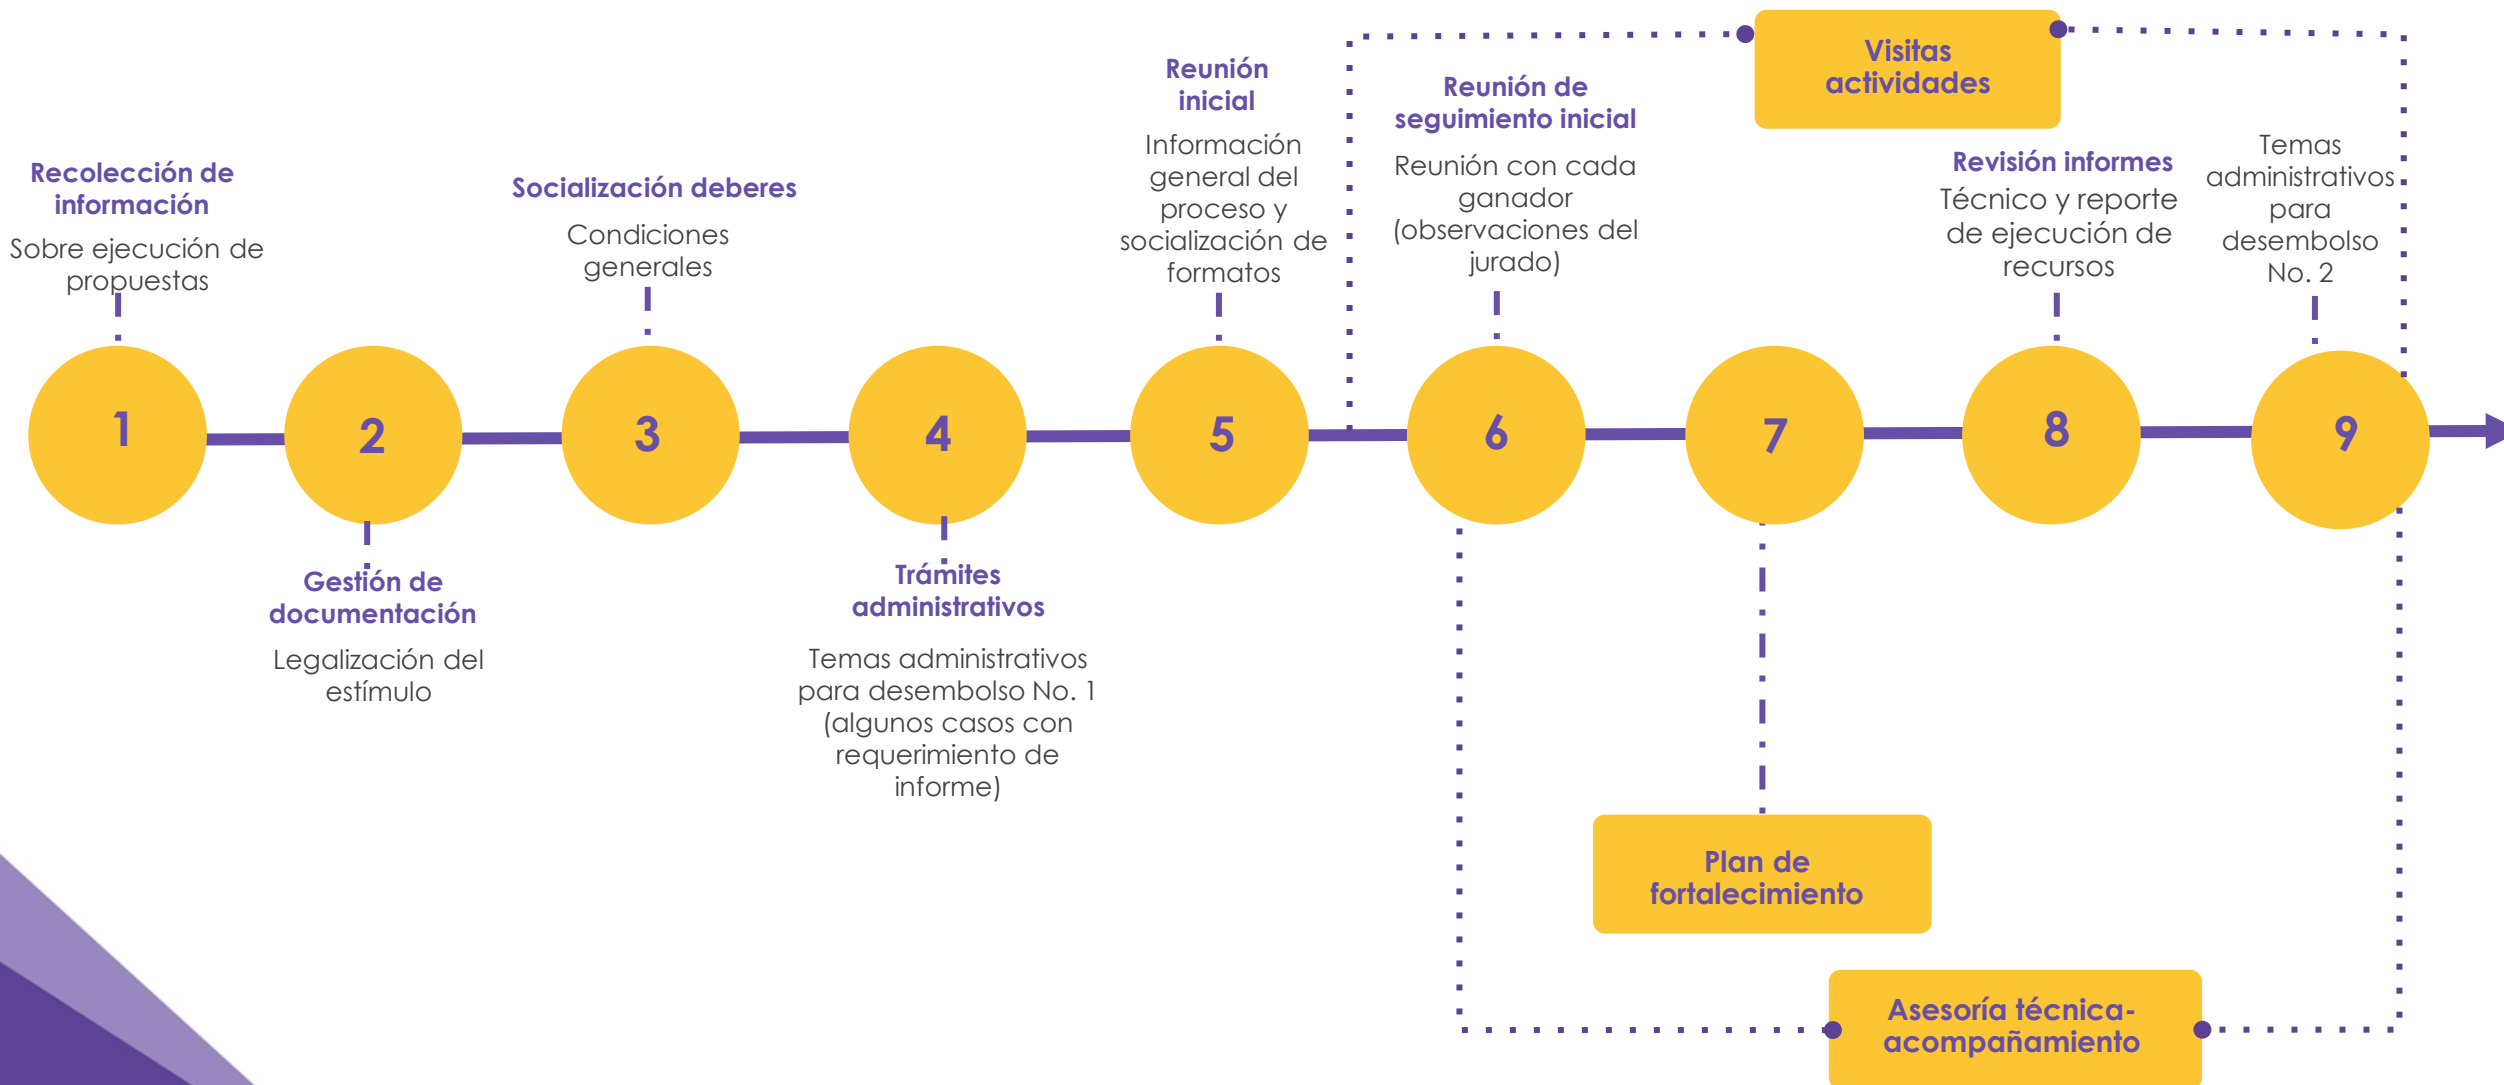 Recolección de
información
Sobre ejecución de
propuestas
1
2
Gestión de
documentación
Legalización del
estímulo
Socialización deberes
Condiciones
generales
3
4
Trámites
administrativos
Temas administrativos
para desembolso No. 1
(algunos casos con
requerimiento de
informe)
Reunión
inicial
Información
general del
proceso y
socialización de
formatos
5
Visitas
actividades
Reunión de
seguimiento inicial
Reunión con cada
ganador
(observaciones del
jurado)
6
7
Plan de
fortalecimiento
Revisión informes
Técnico y reporte
de ejecución de
recursos
8
Temas
administrativos
para
desembolso
No. 2
9
Asesoría técnica-
acompañamiento